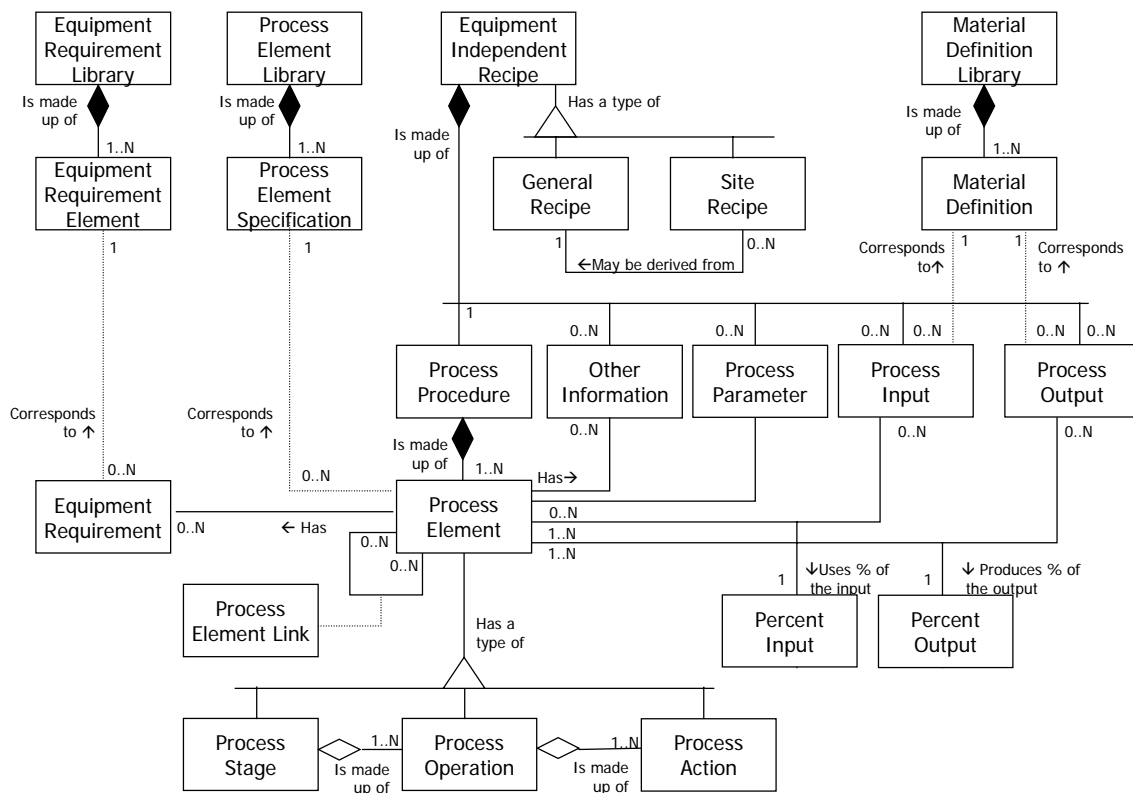 Equipment
Requirement
Library
Process
Element
Library
Equipment
Independent
Recipe
Material
Definition
Library
Is made
up of
Is made
up of
Has a type of
Is made
up of
Is made
up of
1..N
1..N
1..N
Equipment
Requirement
Element
Process
Element
Specification
General
Recipe
Site
Recipe
Material
Definition
1
1
1
0..N
1
1
←May be derived from
Corresponds
to↑
Corresponds
to ↑
1
0..N
0..N
0..N
0..N
0..N
0..N
Process
Procedure
Other
Information
Process
Parameter
Process
Input
Process
Output
Corresponds
to ↑
Corresponds
to ↑
Is made
up of
0..N
0..N
0..N
0..N
0..N
1..N
Has→
Equipment
Requirement
Process
Element
0..N
← Has
0..N
1..N
1..N
0..N
0..N
↓Uses % of
the input
↓ Produces % of
the output
1
1
Process
Element Link
Has a
type of
Percent
Input
Percent
Output
Process
Stage
1..N
Process
Operation
1..N
Process
Action
Is made
up of
Is made
up of